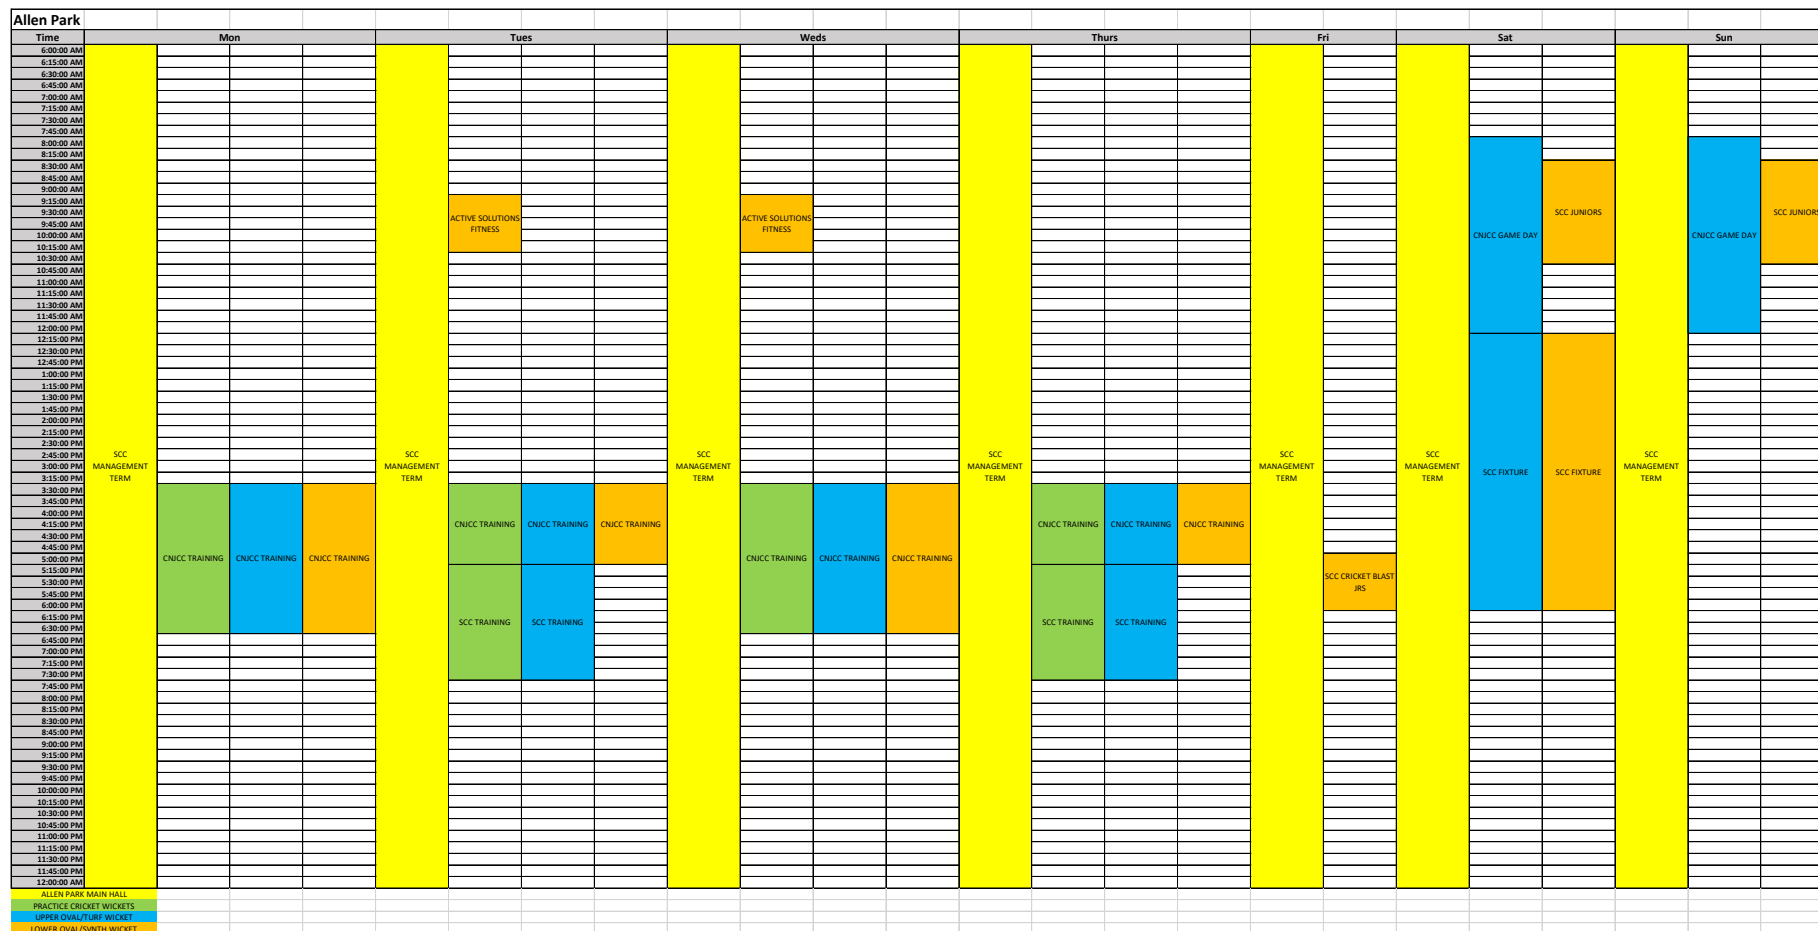 Allen Park
Time Mon Tues Weds Thurs Fri Sat Sun
6:00:00 AM
6:15:00 AM
6:30:00 AM
6:45:00 AM
7:00:00 AM
7:15:00 AM
7:30:00 AM
7:45:00 AM
8:00:00 AM
8:15:00 AM
8:30:00 AM
8:45:00 AM
9:00:00 AM
9:15:00 AM
9:30:00 AM
9:45:00 AM
10:00:00 AM
10:15:00 AM
10:30:00 AM
10:45:00 AM
11:00:00 AM
11:15:00 AM
11:30:00 AM
11:45:00 AM
12:00:00 PM
12:15:00 PM
12:30:00 PM
12:45:00 PM
1:00:00 PM
1:15:00 PM
1:30:00 PM
1:45:00 PM
2:00:00 PM
2:15:00 PM
2:30:00 PM
2:45:00 PM
3:00:00 PM
3:15:00 PM
3:30:00 PM
3:45:00 PM
4:00:00 PM
4:15:00 PM
4:30:00 PM
4:45:00 PM
5:00:00 PM
5:15:00 PM
5:30:00 PM
5:45:00 PM
6:00:00 PM
6:15:00 PM
6:30:00 PM
6:45:00 PM
7:00:00 PM
7:15:00 PM
7:30:00 PM
7:45:00 PM
8:00:00 PM
8:15:00 PM
8:30:00 PM
8:45:00 PM
9:00:00 PM
9:15:00 PM
9:30:00 PM
9:45:00 PM
10:00:00 PM
10:15:00 PM
10:30:00 PM
10:45:00 PM
11:00:00 PM
11:15:00 PM
11:30:00 PM
11:45:00 PM
12:00:00 AM
SCC
MANAGEMENT
TERM
CNJCC TRAINING
CNJCC TRAINING
CNJCC TRAINING
SCC
MANAGEMENT
TERM
ACTIVE SOLUTIONS
FITNESS
CNJCC TRAINING
CNJCC TRAINING
CNJCC TRAINING
SCC TRAINING
SCC TRAINING
SCC
MANAGEMENT
TERM
ACTIVE SOLUTIONS
FITNESS
CNJCC TRAINING
CNJCC TRAINING
CNJCC TRAINING
SCC
MANAGEMENT
TERM
CNJCC TRAINING
CNJCC TRAINING
CNJCC TRAINING
SCC TRAINING
SCC TRAINING
SCC
MANAGEMENT
TERM
SCC CRICKET BLAST
JRS
SCC
MANAGEMENT
TERM
CNJCC GAME DAY
SCC JUNIORS
SCC FIXTURE
SCC FIXTURE
SCC
MANAGEMENT
TERM
CNJCC GAME DAY
SCC JUNIORS
ALLEN PARK MAIN HALL
PRACTICE CRICKET WICKETS
UPPER OVAL/TURF WICKET
LOWER OVAL/SYNTH WICKET